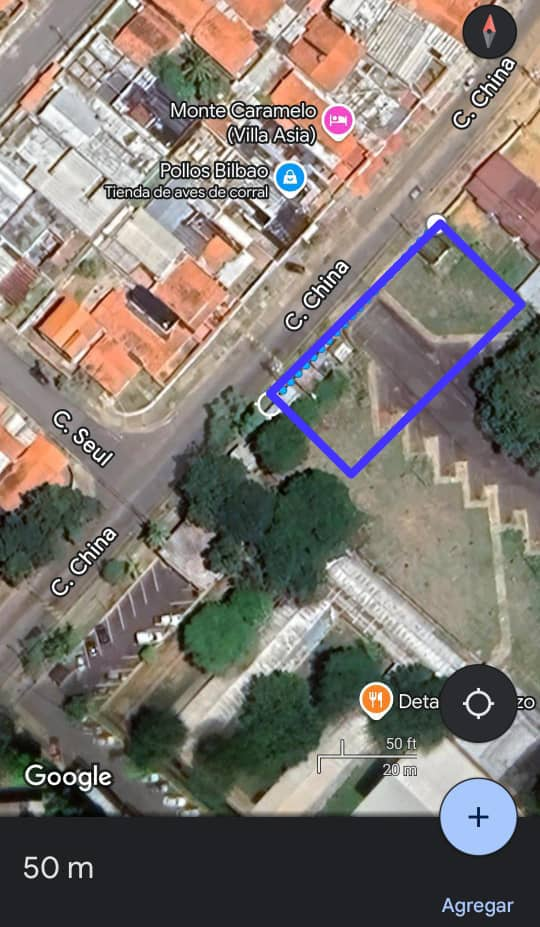 C. China
Monte Caramelo
(Villa Asia)
Pollos Bilbao
Tienda de aves de corral
C. China
C. Seul
C. China
50 ft
20 m
Google
50 m
Agregar